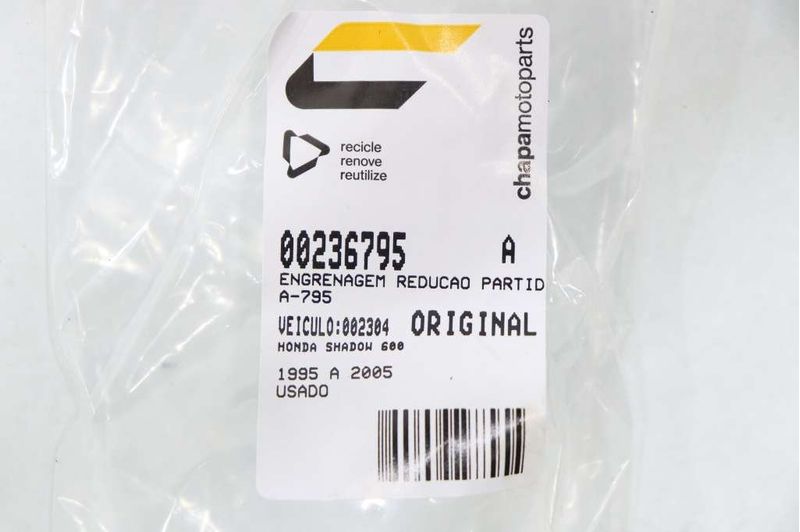 chapamotoparts
recicle
renove
reutilize
00236795 A
ENGRENAGEM REDUCAO PARTID
A-795
VEICULO:002304 ORIGINAL
HONDA SHADOW 600
1995 A 2005
USADO